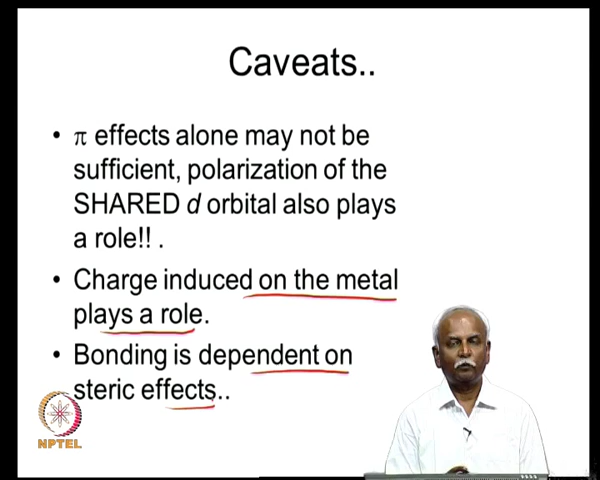 Caveats..
• π effects alone may not be
sufficient, polarization of the
SHARED d orbital also plays
a role!! .
• Charge induced on the metal
plays a role.
• Bonding is dependent on
steric effects..
NPTEL